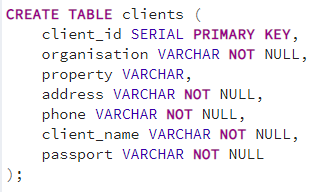 CREATE TABLE clients (
    client_id SERIAL PRIMARY KEY,
    organisation VARCHAR NOT NULL,
    property VARCHAR,
    address VARCHAR NOT NULL,
    phone VARCHAR NOT NULL,
    client_name VARCHAR NOT NULL,
    passport VARCHAR NOT NULL
);